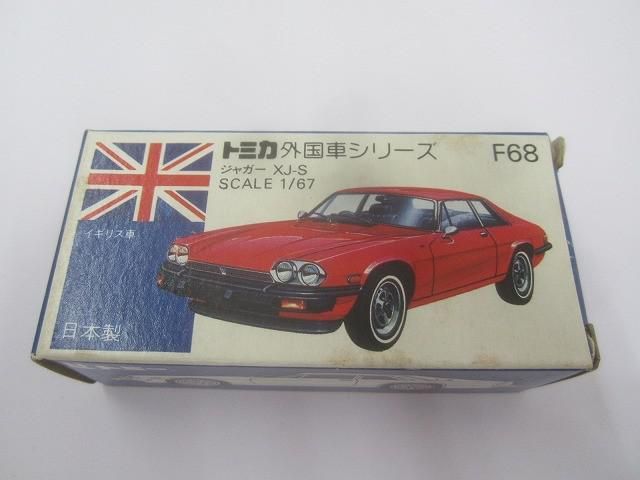 トミカ外国車シリーズ F68
ジャガー XJ-S
SCALE 1/67
イギリス車
日本製